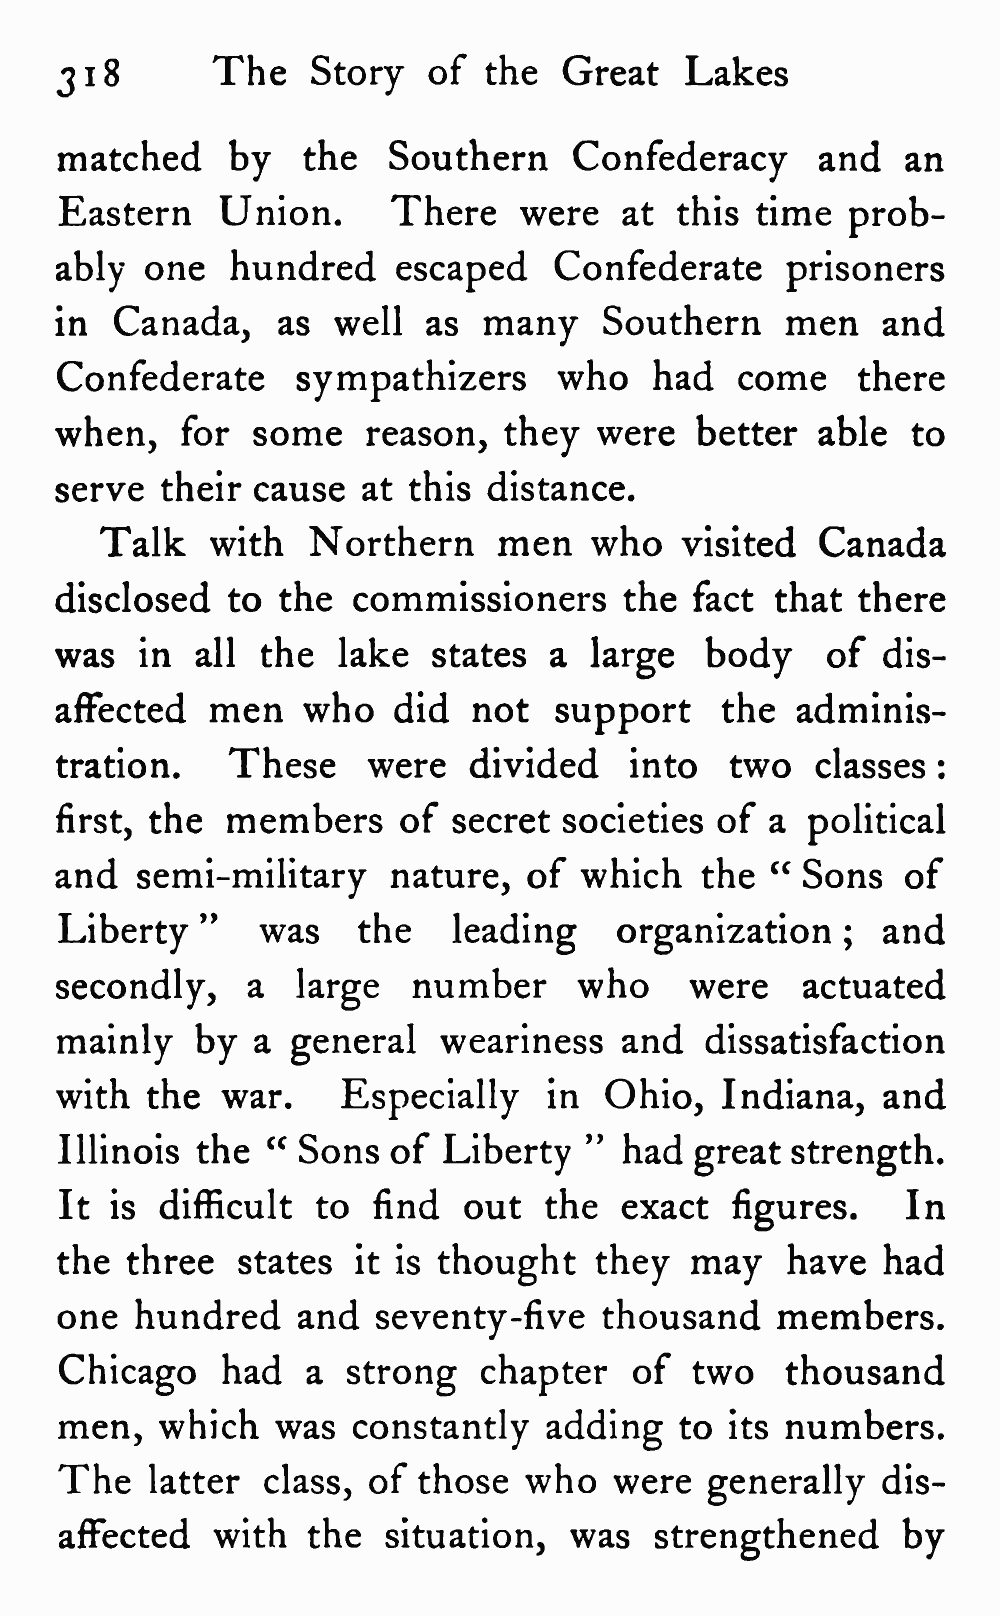 318 The Story of the Great Lakes
matched by the Southern Confederacy and an
Eastern Union. There were at this time prob-
ably one hundred escaped Confederate prisoners
in Canada, as well as many Southern men and
Confederate sympathizers who had come there
when, for some reason, they were better able to
serve their cause at this distance.
Talk with Northern men who visited Canada
disclosed to the commissioners the fact that there
was in all the lake states a large body of dis-
affected men who did not support the adminis-
tration. These were divided into two classes :
first, the members of secret societies of a political
and semi-military nature, of which the “ Sons of
Liberty ” was the leading organization ; and
secondly, a large number who were actuated
mainly by a general weariness and dissatisfaction
with the war. Especially in Ohio, Indiana, and
Illinois the “ Sons of Liberty ” had great strength.
It is difficult to find out the exact figures. In
the three states it is thought they may have had
one hundred and seventy-five thousand members.
Chicago had a strong chapter of two thousand
men, which was constantly adding to its numbers.
The latter class, of those who were generally dis-
affected with the situation, was strengthened by